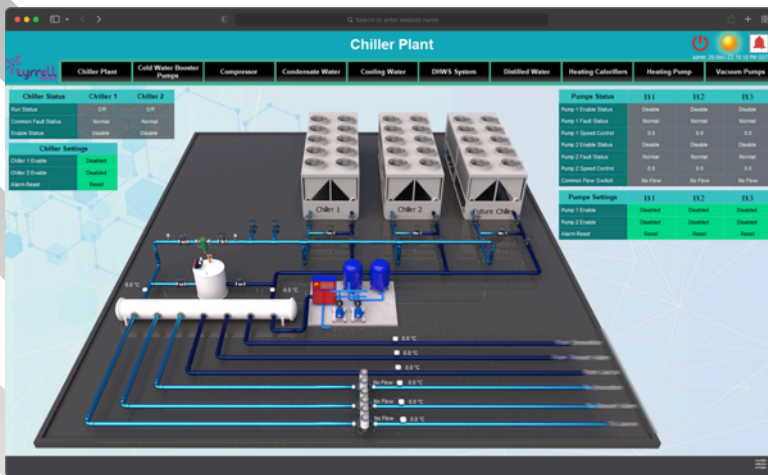 Search or enter website name
Chiller Plant
admin
tyrrell
Chiller Plant
Cold Water Booster Pumps
Compressor
Condensate Water
Cooling Water
DHWS System
Distilled Water
Heating Calorifiers
Heating Pump
Vacuum Pumps
Chiller Status Chiller 1 Chiller 2
Run Status Off Off
Common Fault Status Normal Normal
Enable Status Disable Disable
Chiller Settings
Chiller 1 Enable Disabled
Chiller 2 Enable Disabled
Alarm Reset Reset
Pumps Status B1 B2 B3
Pump 1 Enable Status Disable Disable Disable
Pump 1 Fault Status Normal Normal Normal
Pump 1 Speed Control 0.0 0.0 0.0
Pump 2 Enable Status Disable Disable Disable
Pump 2 Fault Status Normal Normal Normal
Pump 2 Speed Control 0.0 0.0 0.0
Common Flow Switch No Flow No Flow No Flow
Pumps Settings B1 B2 B3
Pump 1 Enable Disabled Disabled Disabled
Pump 2 Enable Disabled Disabled Disabled
Alarm Reset Reset Reset Reset
Chiller 1
Chiller 2
Future Chiller
0.0 °C
0.0 °C
0.0 °C
0.0 °C
0.0 °C
No Flow 0.0 °C
No Flow 0.0 °C
No Flow 0.0 °C